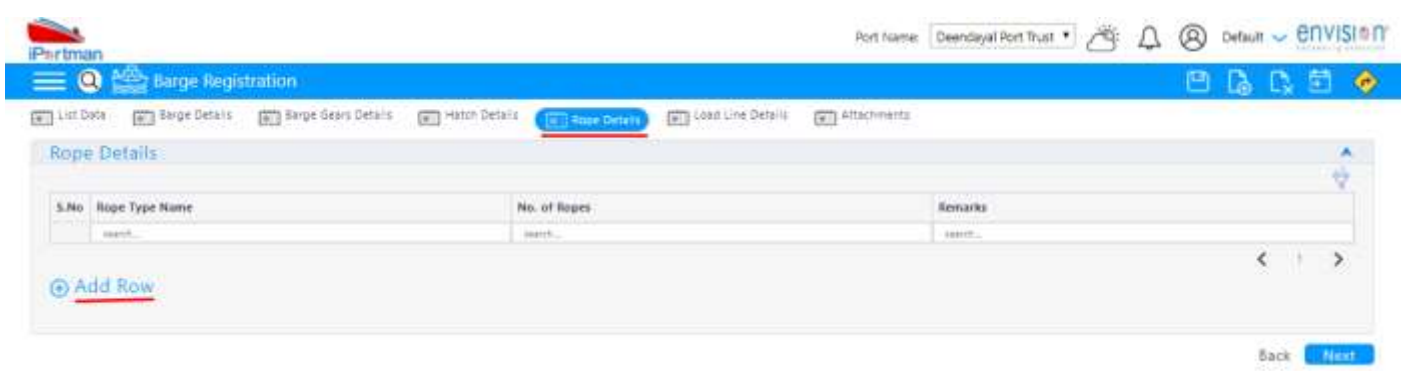 iPortman
Port Name: Deendayal Port Trust Default envision
Barge Registration
List Data Barge Details Barge Gears Details Hatch Details Rope Details Load Line Details Attachments
Rope Details
S.No Rope Type Name No. of Ropes Remarks
search... search... search...
1
Add Row
Back Next